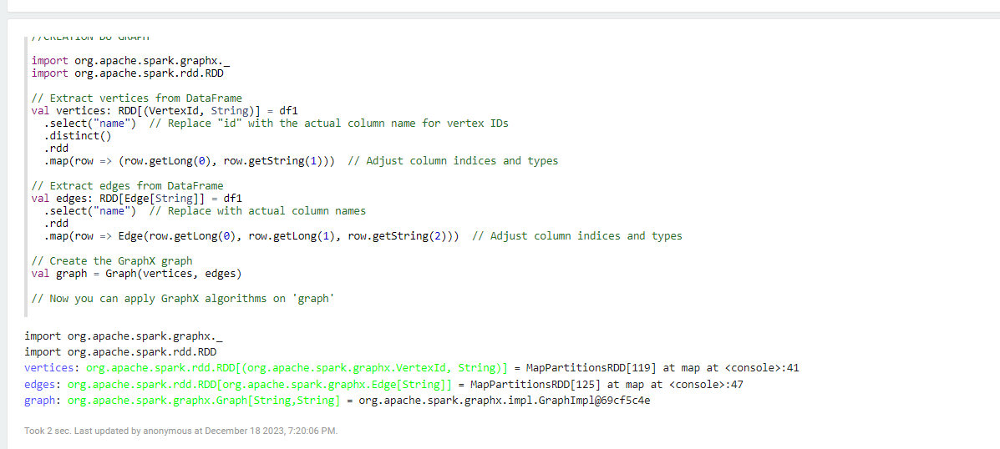 //CREATION DU GRAPH
import org.apache.spark.graphx._
import org.apache.spark.rdd.RDD
// Extract vertices from DataFrame
val vertices: RDD[(VertexId, String)] = df1
.select("name")  // Replace "id" with the actual column name for vertex IDs
.distinct()
.rdd
.map(row => (row.getLong(0), row.getString(1)))  // Adjust column indices and types
// Extract edges from DataFrame
val edges: RDD[Edge[String]] = df1
.select("name")  // Replace with actual column names
.rdd
.map(row => Edge(row.getLong(0), row.getLong(1), row.getString(2)))  // Adjust column indices and types
// Create the GraphX graph
val graph = Graph(vertices, edges)
// Now you can apply GraphX algorithms on 'graph'
import org.apache.spark.graphx._
import org.apache.spark.rdd.RDD
vertices: org.apache.spark.rdd.RDD[(org.apache.spark.graphx.VertexId, String)] = MapPartitionsRDD[119] at map at <console>:41
edges: org.apache.spark.rdd.RDD[org.apache.spark.graphx.Edge[String]] = MapPartitionsRDD[125] at map at <console>:47
graph: org.apache.spark.graphx.Graph[String,String] = org.apache.spark.graphx.impl.GraphImpl@69cf5c4e
Took 2 sec. Last updated by anonymous at December 18 2023, 7:20:06 PM.